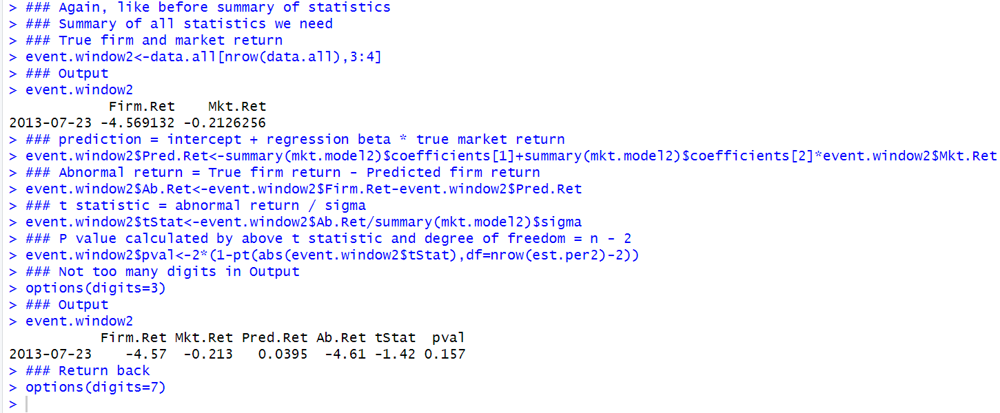 > ### Again, like before summary of statistics
> ### Summary of all statistics we need
> ### True firm and market return
> event.window2<-data.all[nrow(data.all),3:4]
> ### Output
> event.window2
            Firm.Ret    Mkt.Ret
2013-07-23 -4.569132 -0.2126256
> ### prediction = intercept + regression beta * true market return
> event.window2$Pred.Ret<-summary(mkt.model2)$coefficients[1]+summary(mkt.model2)$coefficients[2]*event.window2$Mkt.Ret
> ### Abnormal return = True firm return - Predicted firm return
> event.window2$Ab.Ret<-event.window2$Firm.Ret-event.window2$Pred.Ret
> ### t statistic = abnormal return / sigma
> event.window2$tStat<-event.window2$Ab.Ret/summary(mkt.model2)$sigma
> ### P value calculated by above t statistic and degree of freedom = n - 2
> event.window2$pval<-2*(1-pt(abs(event.window2$tStat),df=nrow(est.per2)-2))
> ### Not too many digits in Output
> options(digits=3)
> ### Output
> event.window2
           Firm.Ret Mkt.Ret Pred.Ret Ab.Ret tStat  pval
2013-07-23    -4.57  -0.213   0.0395  -4.61 -1.42 0.157
> ### Return back
> options(digits=7)
>